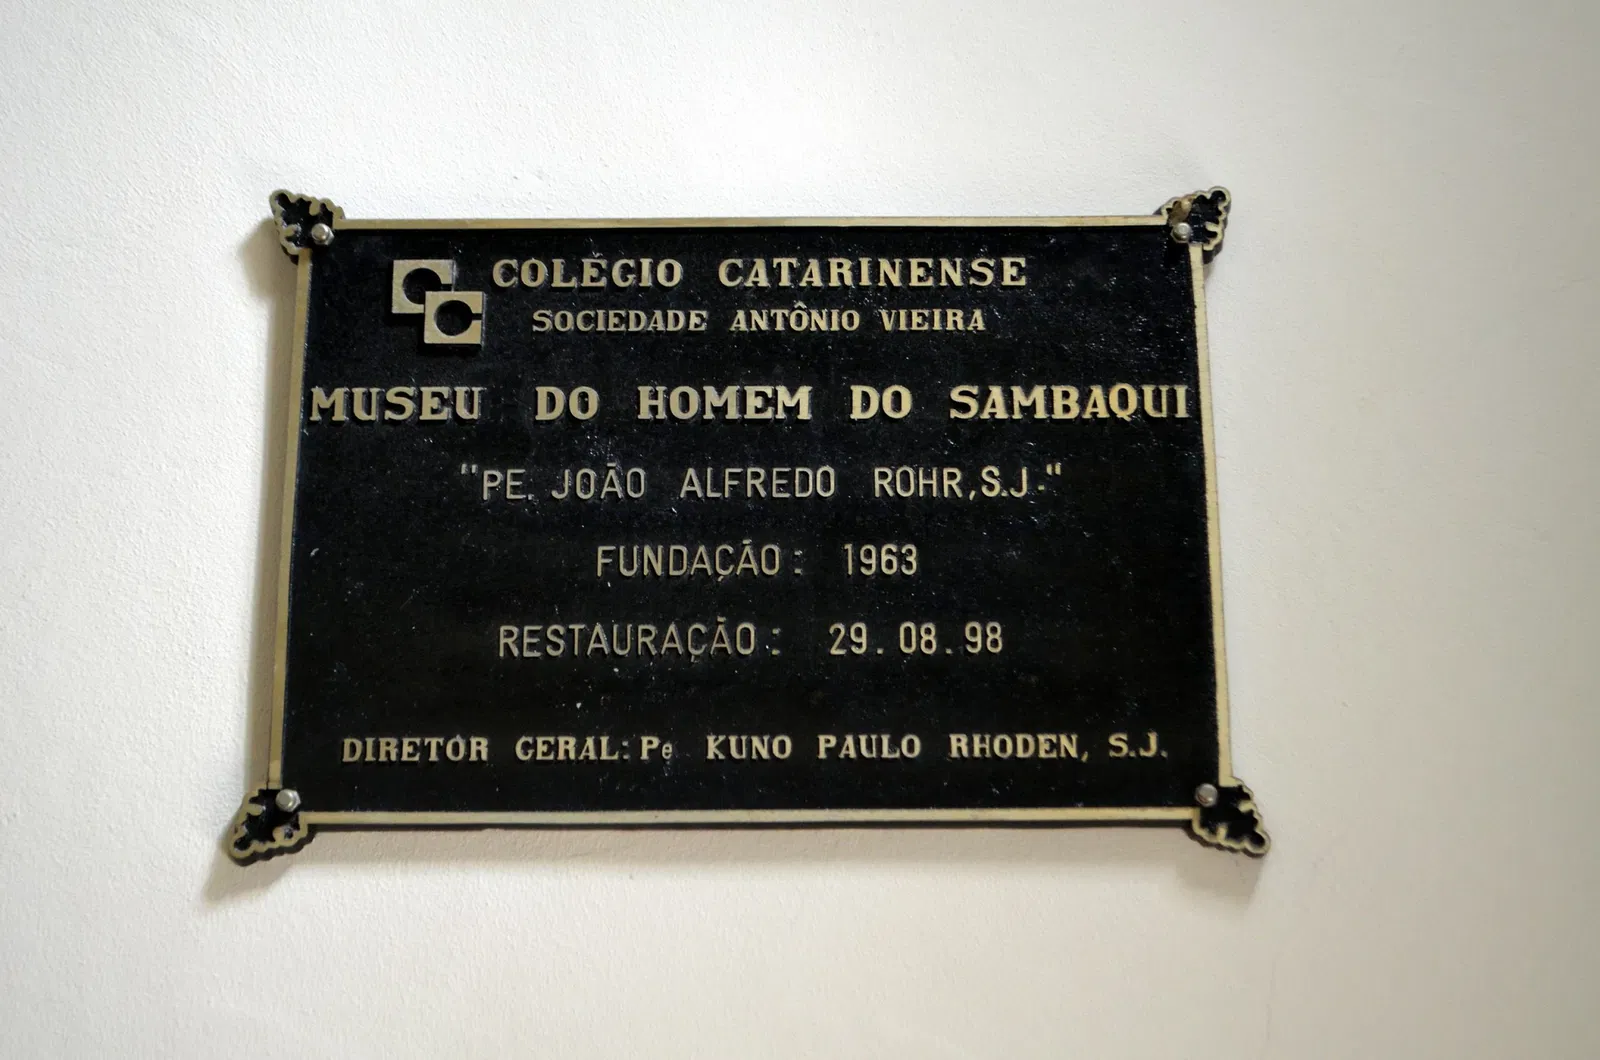 COLÉGIO CATARINENSE
SOCIEDADE ANTÔNIO VIEIRA
MUSEU DO HOMEM DO SAMBAQUI
"PE. JOÃO ALFREDO ROHR, S.J."
FUNDAÇÃO: 1963
RESTAURAÇÃO: 29.08.98
DIRETOR GERAL: Pe KUNO PAULO RHODEN, S.J.